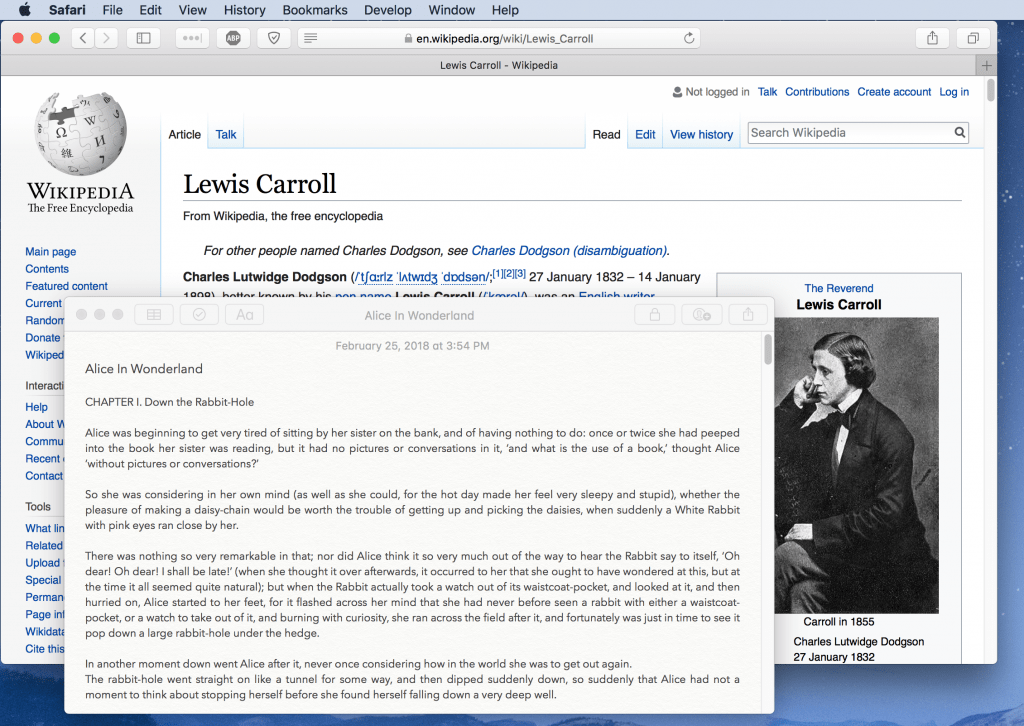 Safari File Edit View History Bookmarks Develop Window Help
ABP
en.wikipedia.org/wiki/Lewis_Carroll
Lewis Carroll - Wikipedia
Not logged in Talk Contributions Create account Log in
Article Talk Read Edit View history Search Wikipedia
WIKIPEDIA
The Free Encyclopedia
Lewis Carroll
From Wikipedia, the free encyclopedia
For other people named Charles Dodgson, see Charles Dodgson (disambiguation).
Charles Lutwidge Dodgson (/ˈtʃɑːrlz ˈlʌtwɪdʒ ˈdɒdsən/;[1][2][3] 27 January 1832 – 14 January
1898), better known by his pen name Lewis Carroll (/ˈkærəl/), was an English writer,
Main page
Contents
Featured content
Current
Random
Donate
Wikiped
Interacti
Help
About W
Commu
Recent
Contact
Tools
What lin
Related
Upload
Special
Perman
Page inf
Wikidata
Cite this
The Reverend
Lewis Carroll
Carroll in 1855
Charles Lutwidge Dodgson
27 January 1832
Aa
Alice In Wonderland
February 25, 2018 at 3:54 PM
Alice In Wonderland
CHAPTER I. Down the Rabbit-Hole
Alice was beginning to get very tired of sitting by her sister on the bank, and of having nothing to do: once or twice she had peeped
into the book her sister was reading, but it had no pictures or conversations in it, ‘and what is the use of a book,’ thought Alice
‘without pictures or conversations?’
So she was considering in her own mind (as well as she could, for the hot day made her feel very sleepy and stupid), whether the
pleasure of making a daisy-chain would be worth the trouble of getting up and picking the daisies, when suddenly a White Rabbit
with pink eyes ran close by her.
There was nothing so very remarkable in that; nor did Alice think it so very much out of the way to hear the Rabbit say to itself, ‘Oh
dear! Oh dear! I shall be late!’ (when she thought it over afterwards, it occurred to her that she ought to have wondered at this, but at
the time it all seemed quite natural); but when the Rabbit actually took a watch out of its waistcoat-pocket, and looked at it, and then
hurried on, Alice started to her feet, for it flashed across her mind that she had never before seen a rabbit with either a waistcoat-
pocket, or a watch to take out of it, and burning with curiosity, she ran across the field after it, and fortunately was just in time to see it
pop down a large rabbit-hole under the hedge.
In another moment down went Alice after it, never once considering how in the world she was to get out again.
The rabbit-hole went straight on like a tunnel for some way, and then dipped suddenly down, so suddenly that Alice had not a
moment to think about stopping herself before she found herself falling down a very deep well.